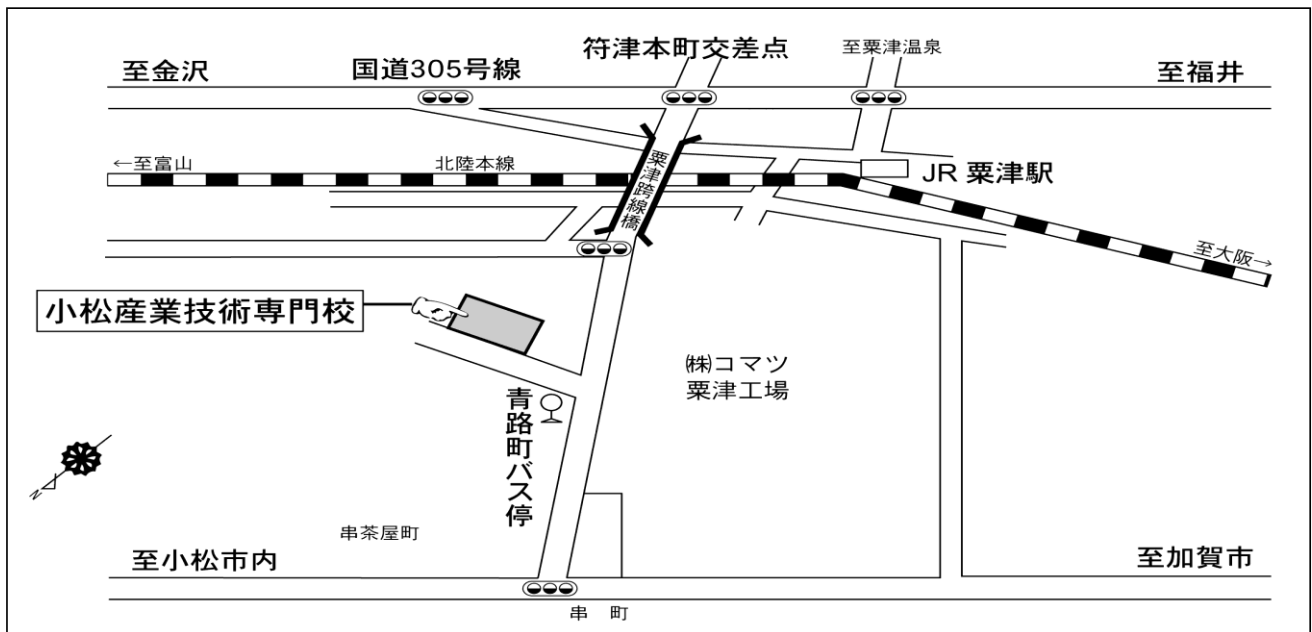 符津本町交差点
至粟津温泉
至金沢
国道305号線
至福井
←至富山
北陸本線
粟津跨線橋
JR 粟津駅
至大阪→
小松産業技術専門校
㈱コマツ
粟津工場
青路町バス停
N
串茶屋町
至小松市内
至加賀市
串 町